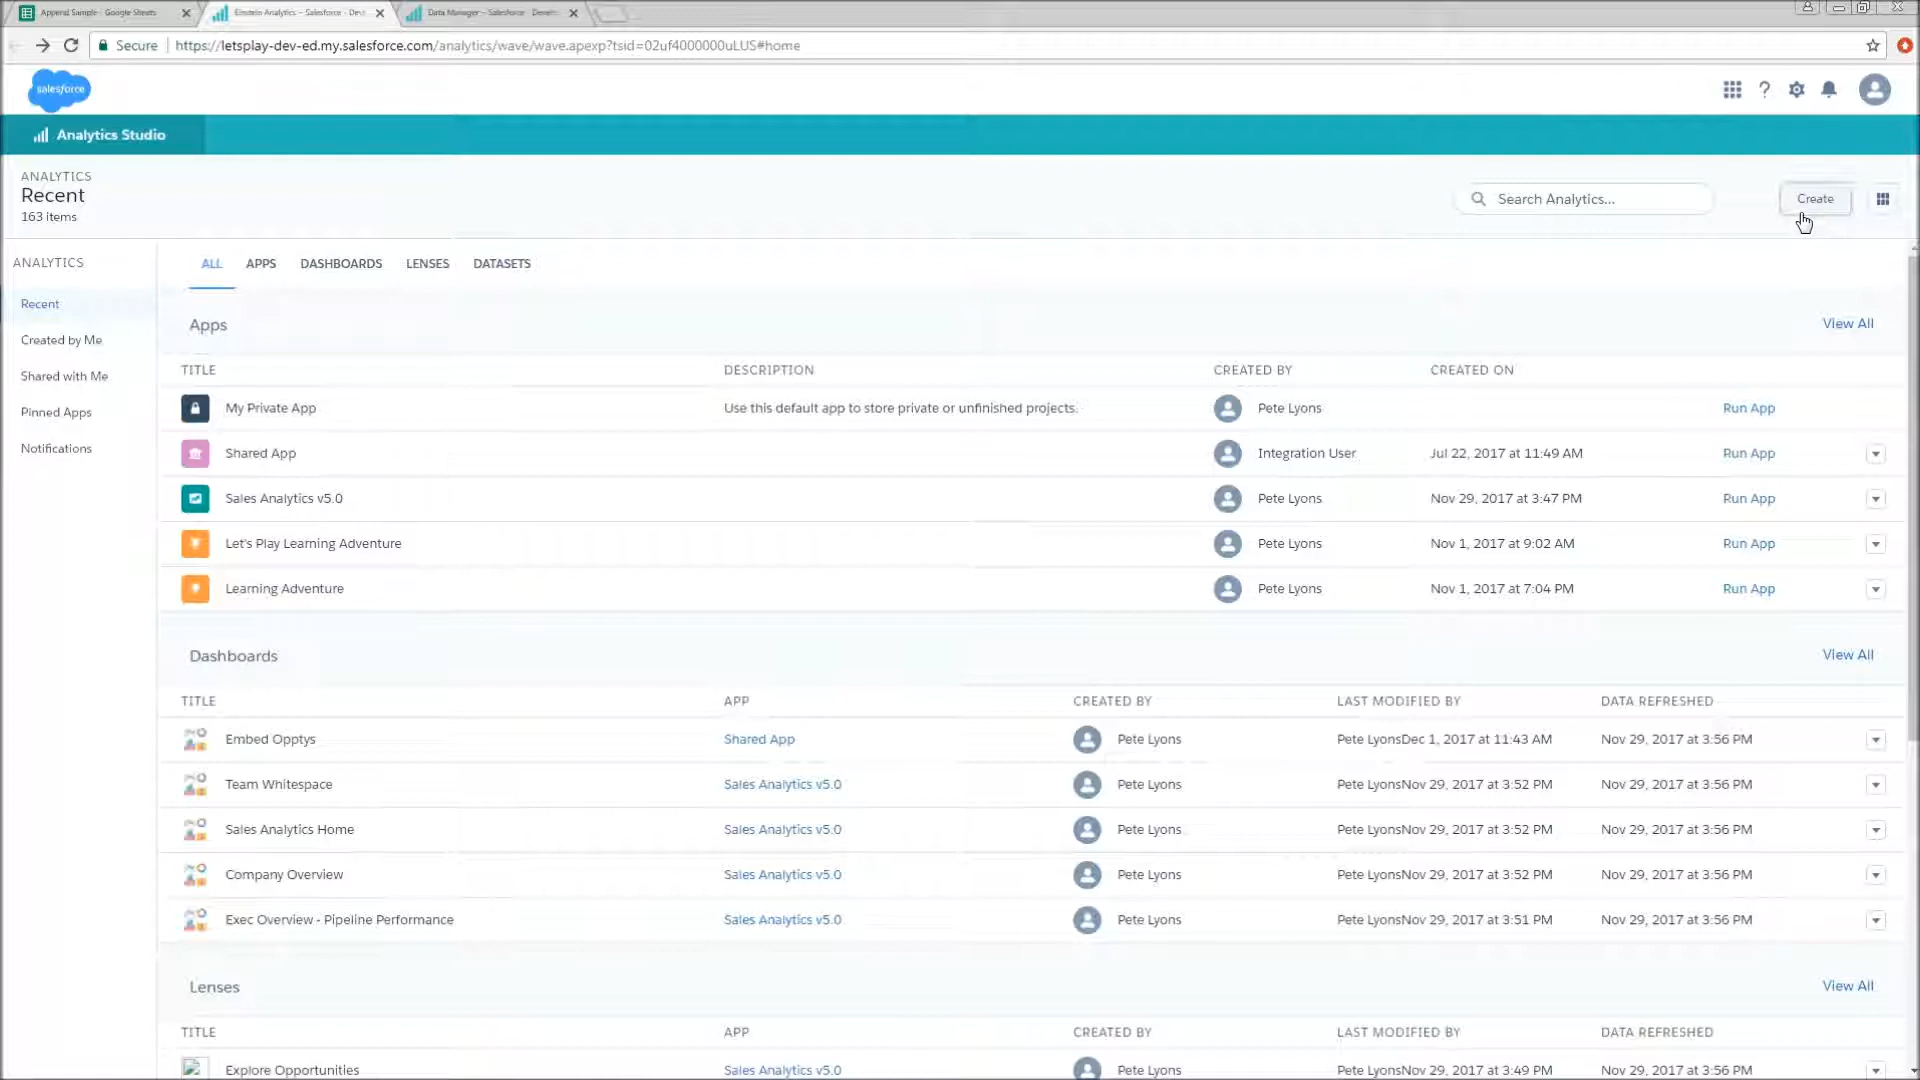 Append Sample - Google Sheets
Einstein Analytics – Salesforce - Dev
Data Manager – Salesforce - Devel
Secure
https://letsplay-dev-ed.my.salesforce.com/analytics/wave/wave.apexp?tsid=02uf4000000uLUS#home
salesforce
Analytics Studio
ANALYTICS
Recent
163 items
Search Analytics...
Create
ANALYTICS
Recent
Created by Me
Shared with Me
Pinned Apps
Notifications
ALL APPS DASHBOARDS LENSES DATASETS
Apps View All
TITLE DESCRIPTION CREATED BY CREATED ON
My Private App Use this default app to store private or unfinished projects. Pete Lyons Run App
Shared App Integration User Jul 22, 2017 at 11:49 AM Run App
Sales Analytics v5.0 Pete Lyons Nov 29, 2017 at 3:47 PM Run App
Let's Play Learning Adventure Pete Lyons Nov 1, 2017 at 9:02 AM Run App
Learning Adventure Pete Lyons Nov 1, 2017 at 7:04 PM Run App
Dashboards View All
TITLE APP CREATED BY LAST MODIFIED BY DATA REFRESHED
Embed Opptys Shared App Pete Lyons Pete LyonsDec 1, 2017 at 11:43 AM Nov 29, 2017 at 3:56 PM
Team Whitespace Sales Analytics v5.0 Pete Lyons Pete LyonsNov 29, 2017 at 3:52 PM Nov 29, 2017 at 3:56 PM
Sales Analytics Home Sales Analytics v5.0 Pete Lyons Pete LyonsNov 29, 2017 at 3:52 PM Nov 29, 2017 at 3:56 PM
Company Overview Sales Analytics v5.0 Pete Lyons Pete LyonsNov 29, 2017 at 3:52 PM Nov 29, 2017 at 3:56 PM
Exec Overview - Pipeline Performance Sales Analytics v5.0 Pete Lyons Pete LyonsNov 29, 2017 at 3:51 PM Nov 29, 2017 at 3:56 PM
Lenses View All
TITLE APP CREATED BY LAST MODIFIED BY DATA REFRESHED
Explore Opportunities Sales Analytics v5.0 Pete Lyons Pete LyonsNov 29, 2017 at 3:49 PM Nov 29, 2017 at 3:56 PM